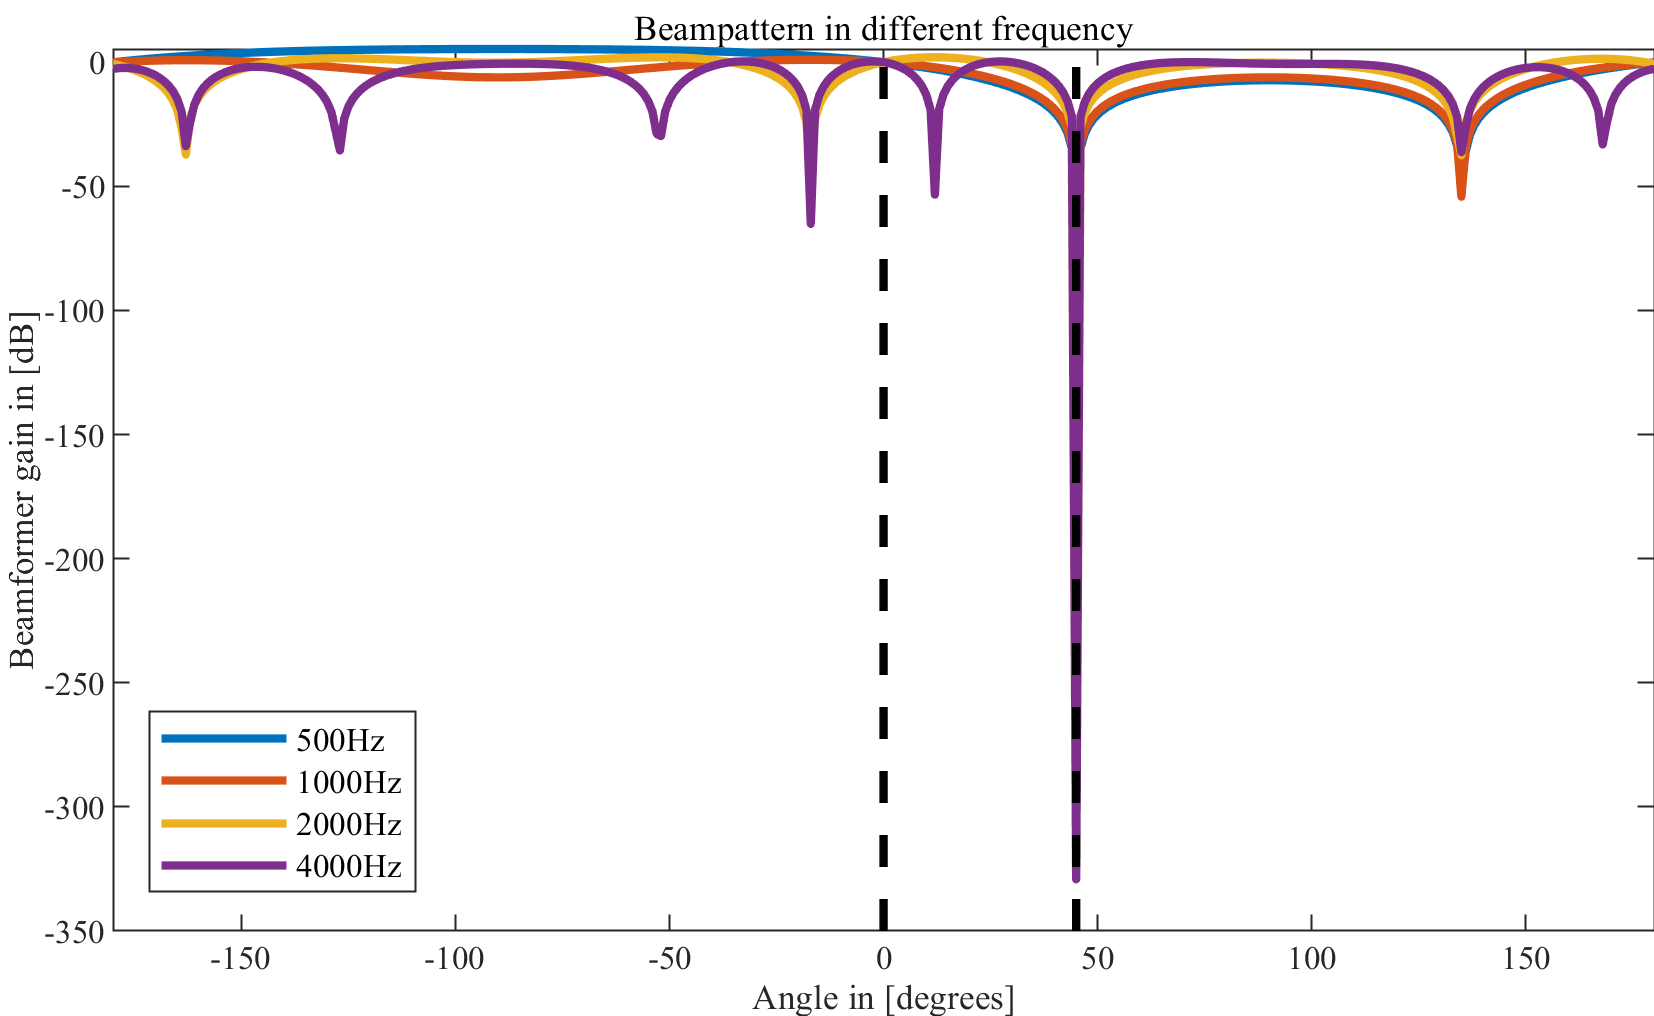 Beampattern in different frequency
Beamformer gain in [dB]
0
-50
-100
-150
-200
-250
-300
-350
500Hz
1000Hz
2000Hz
4000Hz
-150
-100
-50
0
50
100
150
Angle in [degrees]